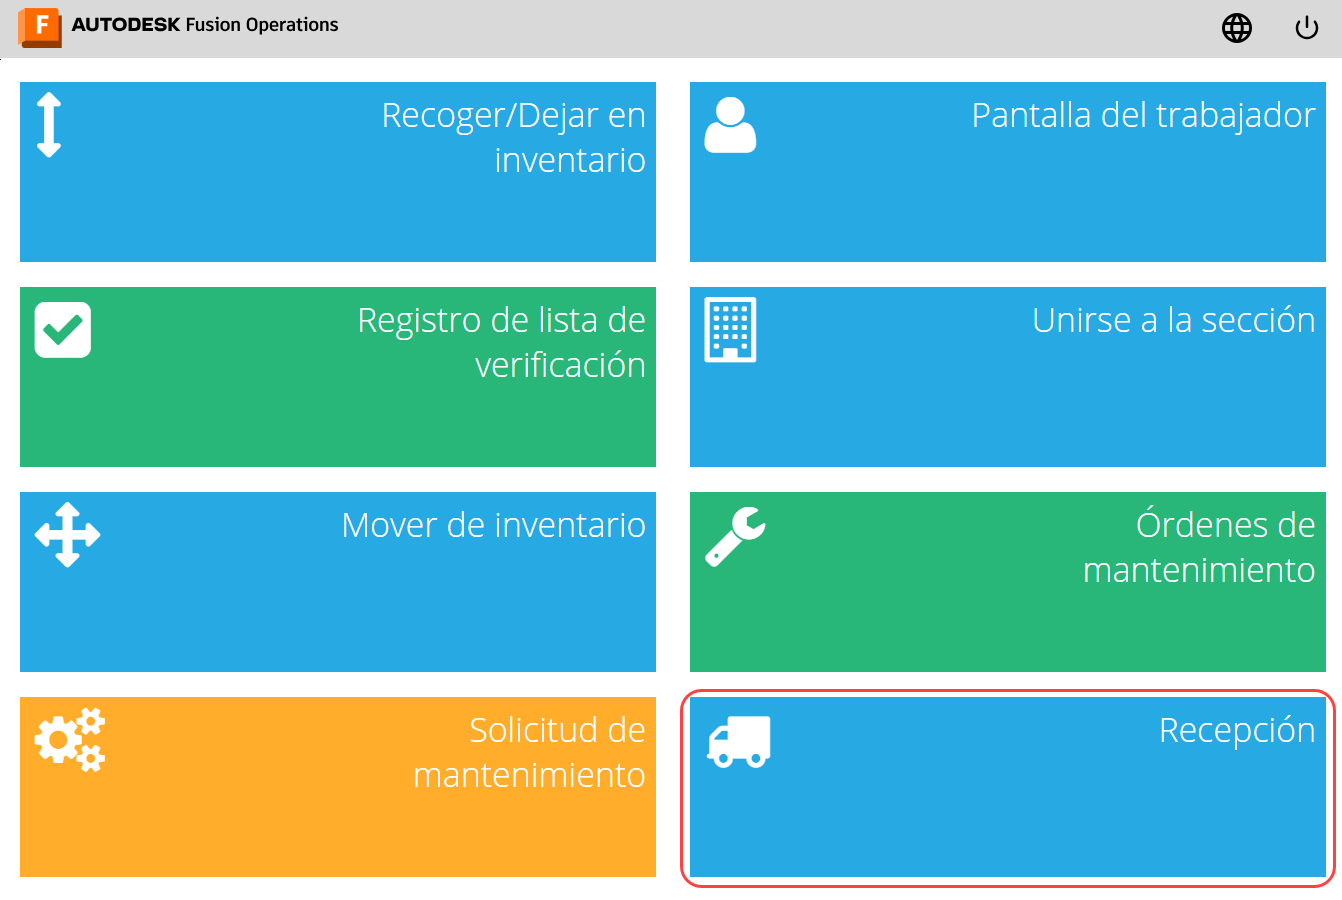 F AUTODESK Fusion Operations
Recoger/Dejar en
inventario
Pantalla del trabajador
Registro de lista de
verificación
Unirse a la sección
Mover de inventario
Órdenes de
mantenimiento
Solicitud de
mantenimiento
Recepción